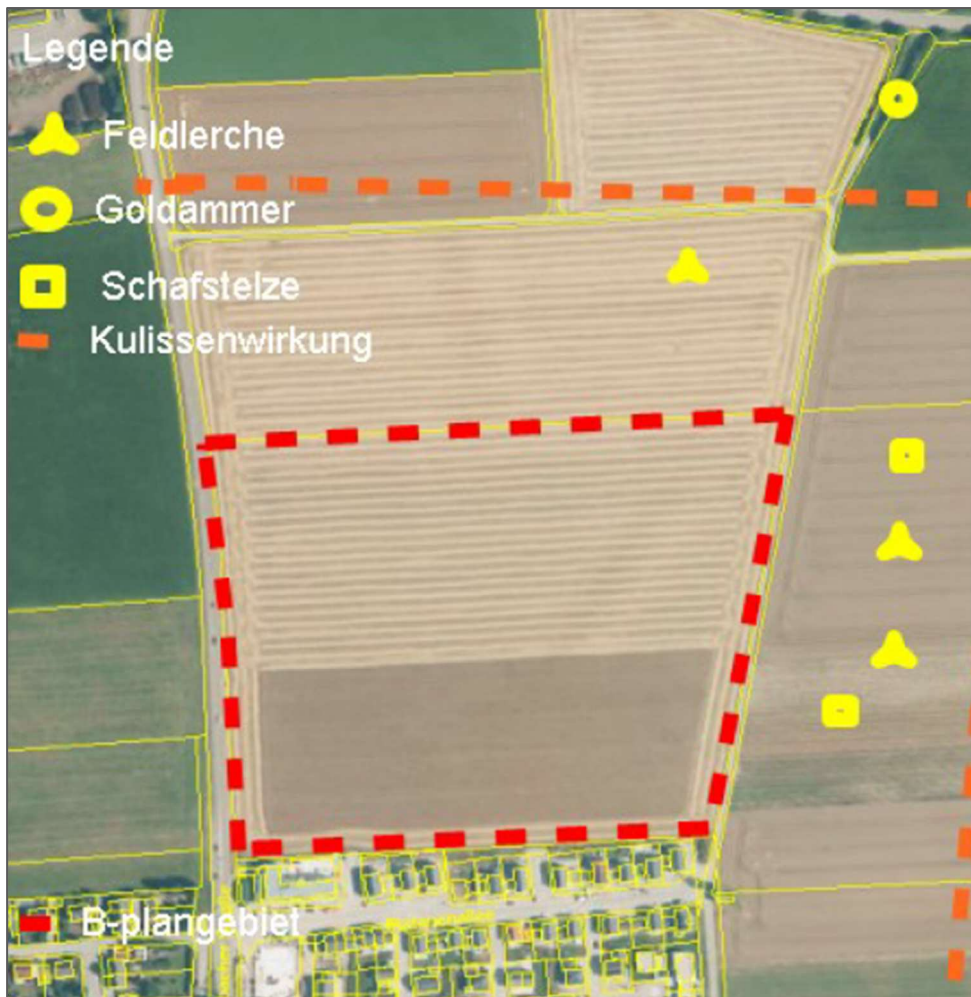 Legende
Feldlerche
Goldammer
Schafstelze
Kulissenwirkung
B-plangebiet